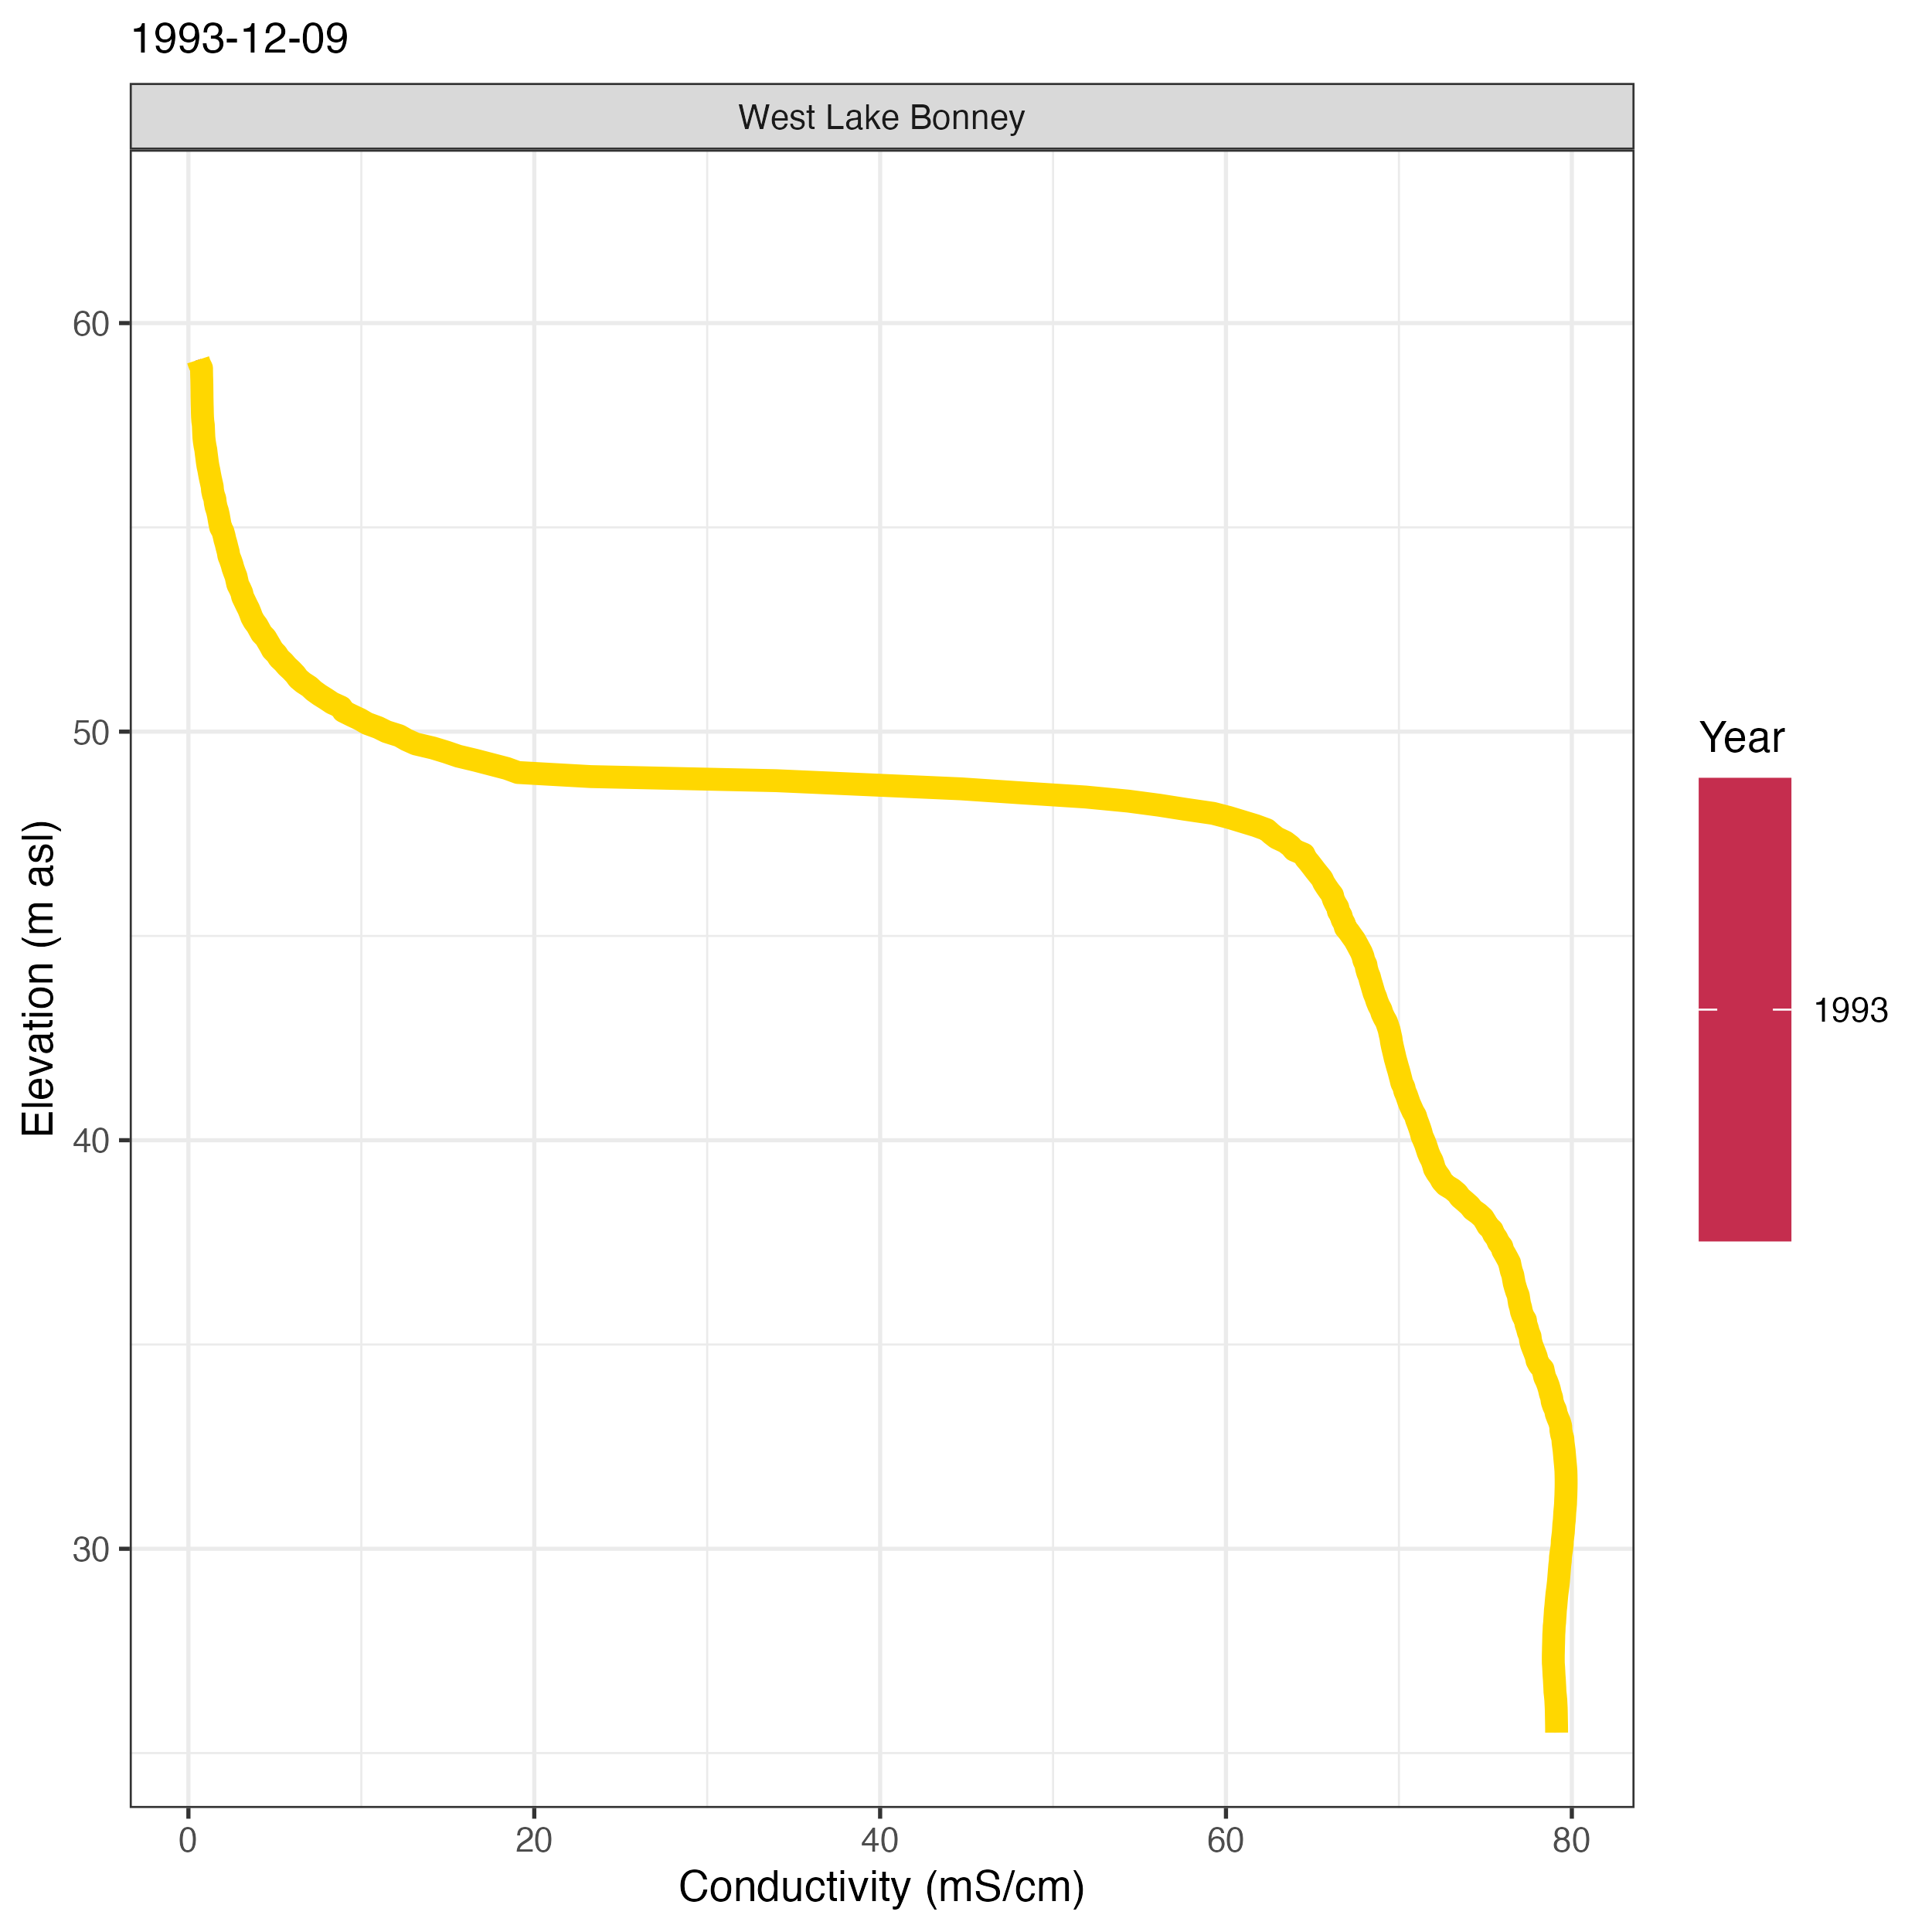 1993-12-09
West Lake Bonney
60
50
40
30
Elevation (m asl)
0 20 40 60 80
Conductivity (mS/cm)
Year
1993